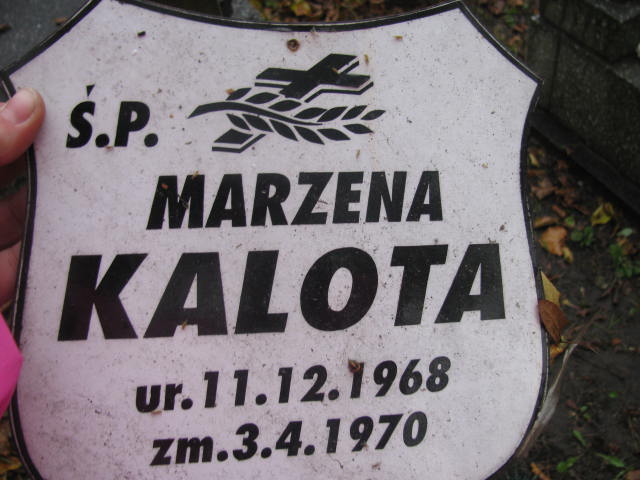 Ś.P.
MARZENA
KALOTA
ur.11.12.1968
zm.3.4.1970